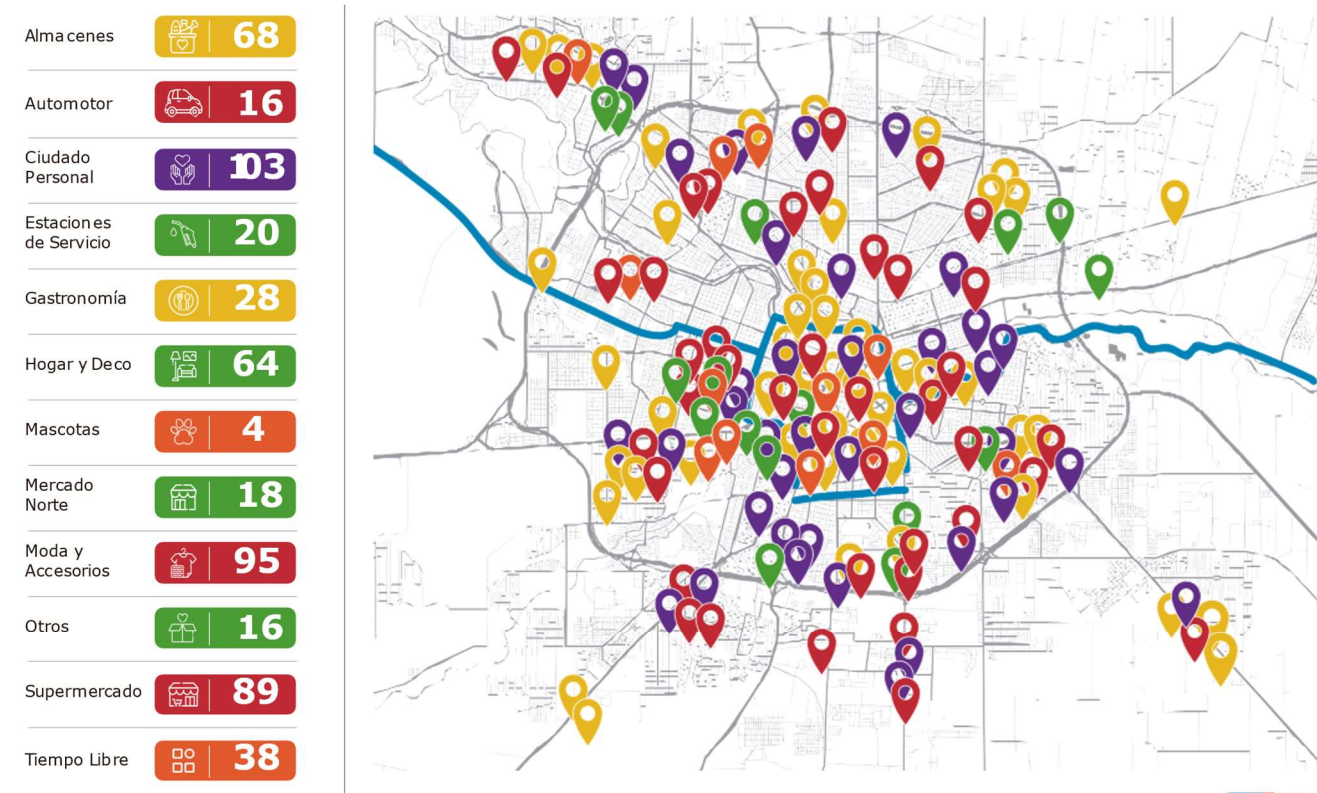 Almacenes 68
Automotor 16
Ciudado
Personal 103
Estaciones
de Servicio 20
Gastronomía 28
Hogar y Deco 64
Mascotas 4
Mercado
Norte 18
Moda y
Accesorios 95
Otros 16
Supermercado 89
Tiempo Libre 38